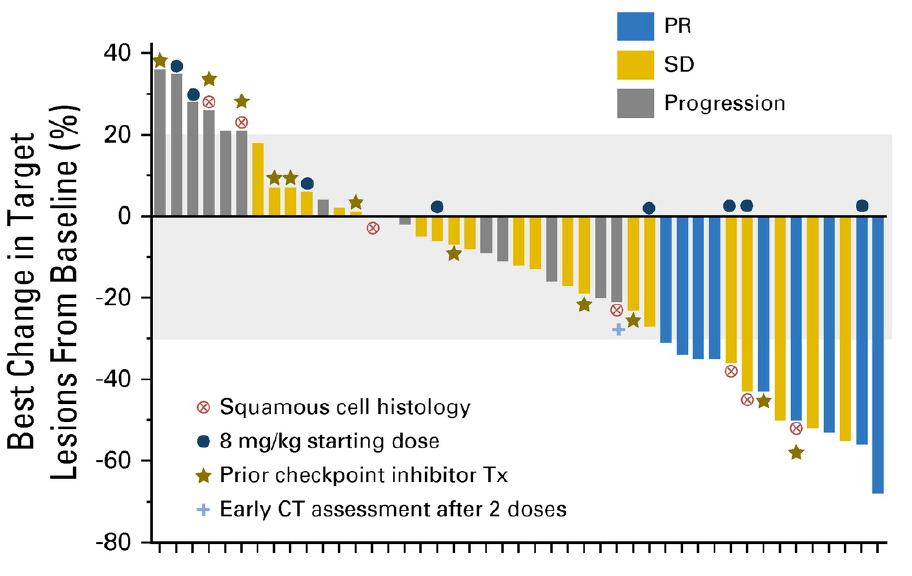 PR
SD
Progression
Best Change in Target
Lesions From Baseline (%)
40
20
0
-20
-40
-60
-80
Squamous cell histology
8 mg/kg starting dose
Prior checkpoint inhibitor Tx
Early CT assessment after 2 doses